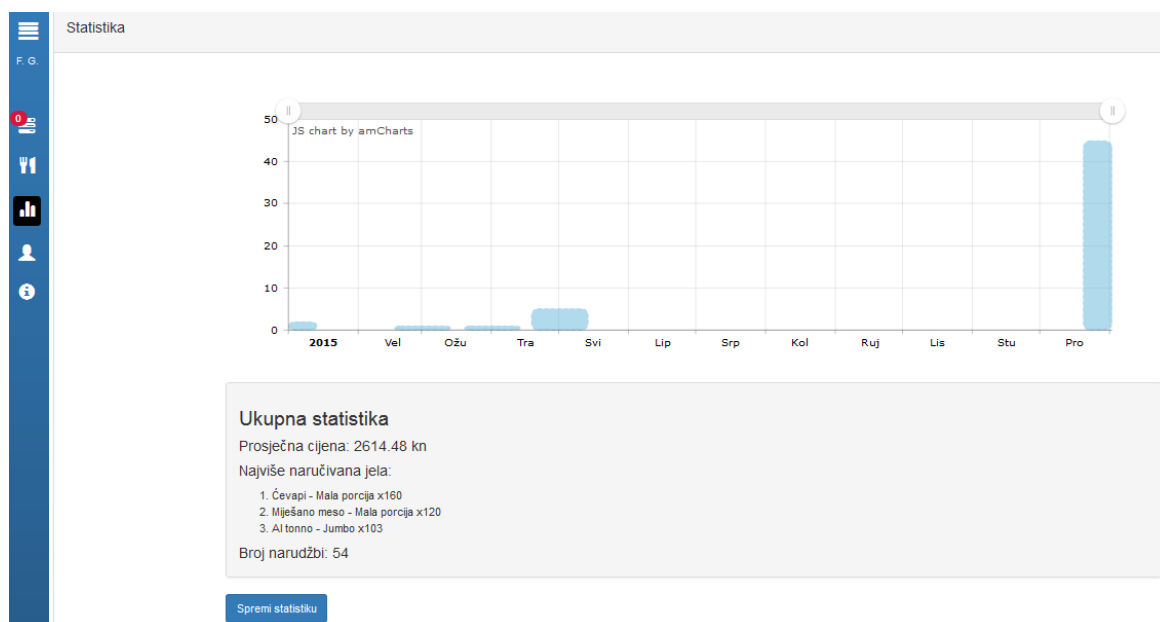 Statistika
F. G.
0
50
JS chart by amCharts
40
30
20
10
0
2015 Vel Ožu Tra Svi Lip Srp Kol Ruj Lis Stu Pro
Ukupna statistika
Prosječna cijena: 2614.48 kn
Najviše naručivana jela:
1. Ćevapi - Mala porcija x160
2. Miješano meso - Mala porcija x120
3. Al tonno - Jumbo x103
Broj narudžbi: 54
Spremi statistiku